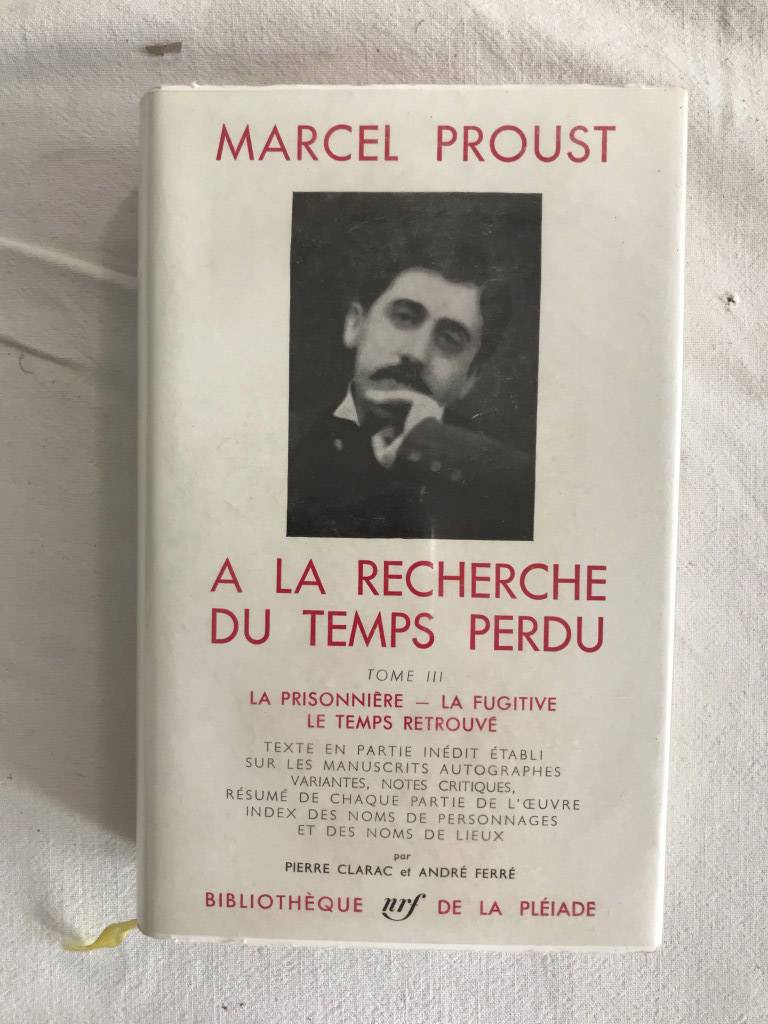 MARCEL PROUST
A LA RECHERCHE
DU TEMPS PERDU
TOME III
LA PRISONNIÈRE — LA FUGITIVE
LE TEMPS RETROUVÉ
TEXTE EN PARTIE INÉDIT ÉTABLI
SUR LES MANUSCRITS AUTOGRAPHES
VARIANTES, NOTES CRITIQUES,
RÉSUMÉ DE CHAQUE PARTIE DE L'ŒUVRE
INDEX DES NOMS DE PERSONNAGES
ET DES NOMS DE LIEUX
par
PIERRE CLARAC et ANDRÉ FERRÉ
BIBLIOTHÈQUE nrf DE LA PLÉIADE